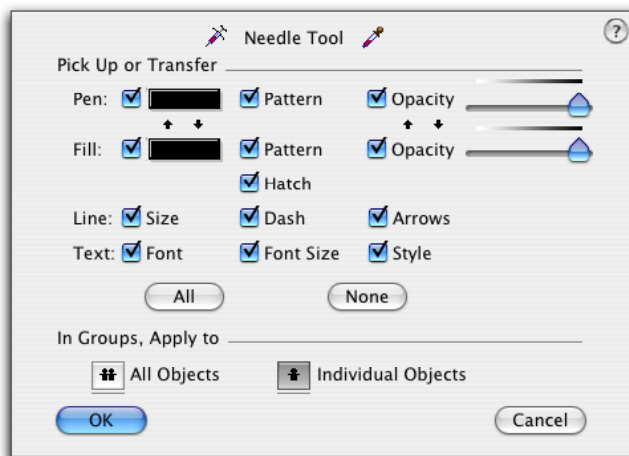 Needle Tool
?
Pick Up or Transfer
Pen: Pattern Opacity
Fill: Pattern Opacity
Hatch
Line: Size Dash Arrows
Text: Font Font Size Style
All None
In Groups, Apply to
All Objects Individual Objects
OK Cancel